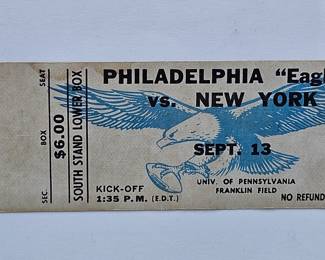 SEC. BOX SEAT
$6.00
SOUTH STAND LOWER BOX
PHILADELPHIA "Eagl
vs. NEW YORK
SEPT. 13
KICK-OFF
1:35 P.M. (E.D.T.)
UNIV. OF PENNSYLVANIA
FRANKLIN FIELD
NO REFUND